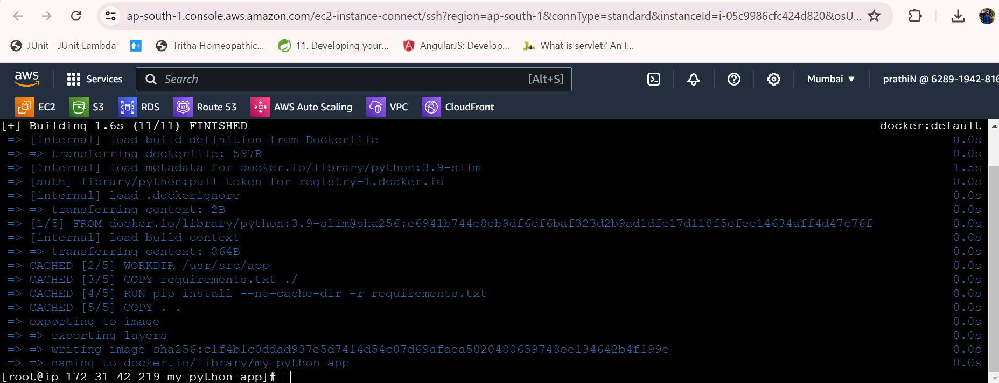 ap-south-1.console.aws.amazon.com/ec2-instance-connect/ssh?region=ap-south-1&connType=standard&instanceId=i-05c9986cfc424d820&osU...
JUnit - JUnit Lambda Tritha Homeopathic... 11. Developing your... AngularJS: Develop... J4s What is servlet? An I...
aws Services Search [Alt+S] Mumbai ▼ prathiN @ 6289-1942-816
EC2 S3 RDS Route 53 AWS Auto Scaling VPC CloudFront
[+] Building 1.6s (11/11) FINISHED docker:default
=> [internal] load build definition from Dockerfile 0.0s
=> => transferring dockerfile: 597B 0.0s
=> [internal] load metadata for docker.io/library/python:3.9-slim 1.5s
=> [auth] library/python:pull token for registry-1.docker.io 0.0s
=> [internal] load .dockerignore 0.0s
=> => transferring context: 2B 0.0s
=> [1/5] FROM docker.io/library/python:3.9-slim@sha256:e6941b744e8eb9df6cf6baf323d2b9ad1dfe17d118f5efee14634aff4d47c76f 0.0s
=> [internal] load build context 0.0s
=> => transferring context: 864B 0.0s
=> CACHED [2/5] WORKDIR /usr/src/app 0.0s
=> CACHED [3/5] COPY requirements.txt ./ 0.0s
=> CACHED [4/5] RUN pip install --no-cache-dir -r requirements.txt 0.0s
=> CACHED [5/5] COPY . . 0.0s
=> exporting to image 0.0s
=> => exporting layers 0.0s
=> => writing image sha256:c1f4b1c0ddad937e5d7414d54c07d69afaea5820480659743ee134642b4f199e 0.0s
=> => naming to docker.io/library/my-python-app 0.0s
[root@ip-172-31-42-219 my-python-app]#